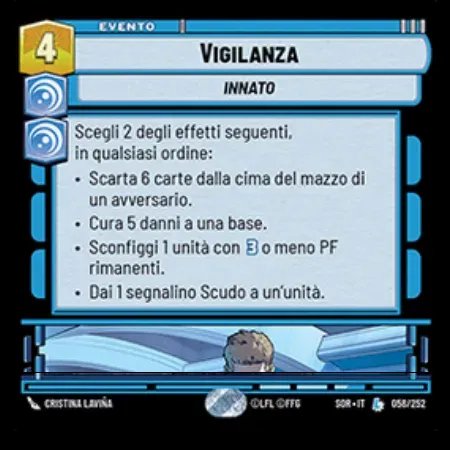 EVENTO
4
VIGILANZA
INNATO
Scegli 2 degli effetti seguenti,
in qualsiasi ordine:
• Scarta 6 carte dalla cima del mazzo di
un avversario.
• Cura 5 danni a una base.
• Sconfiggi 1 unità con 3 o meno PF
rimanenti.
• Dai 1 segnalino Scudo a un'unità.
CRISTINA LAVIÑA ©LFL ©FFG SOR • IT 058/252